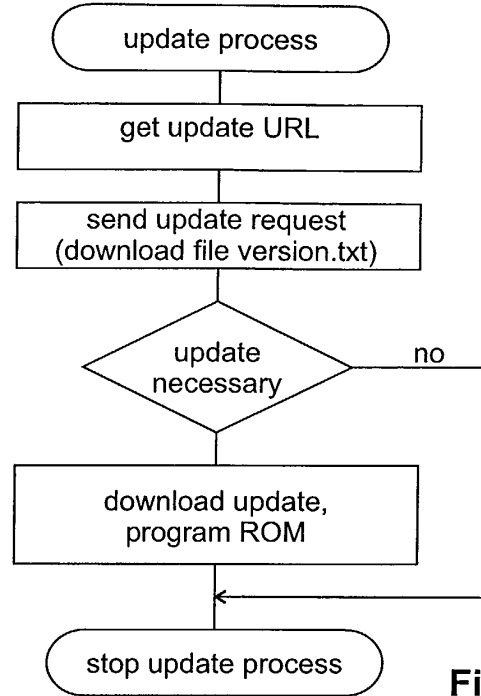 update process
get update URL
send update request
(download file version.txt)
update
necessary
no
download update,
program ROM
stop update process
Fi